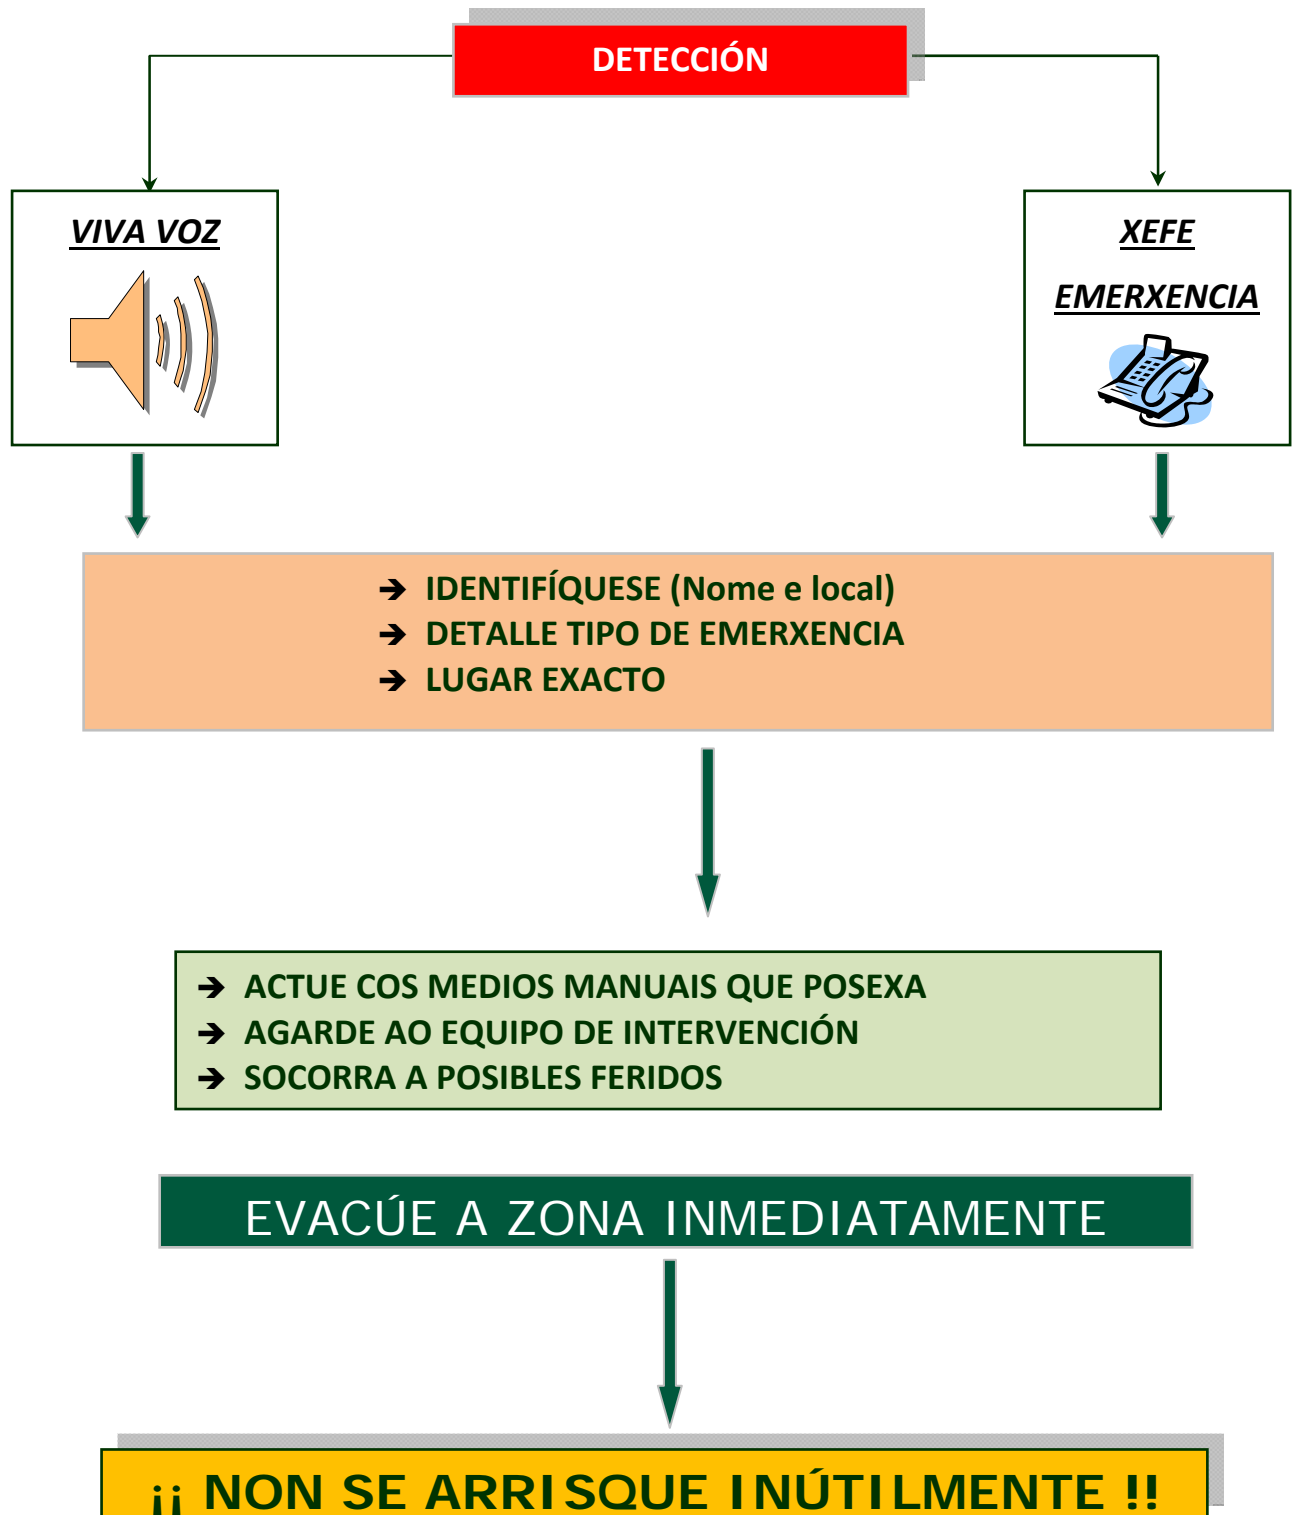 DETECCIÓN
VIVA VOZ
XEFE
EMERXENCIA
➔ IDENTIFÍQUESE (Nome e local)
➔ DETALLE TIPO DE EMERXENCIA
➔ LUGAR EXACTO
➔ ACTUE COS MEDIOS MANUAIS QUE POSEXA
➔ AGARDE AO EQUIPO DE INTERVENCIÓN
➔ SOCORRA A POSIBLES FERIDOS
EVACÚE A ZONA INMEDIATAMENTE
¡¡ NON SE ARRISQUE INÚTILMENTE !!